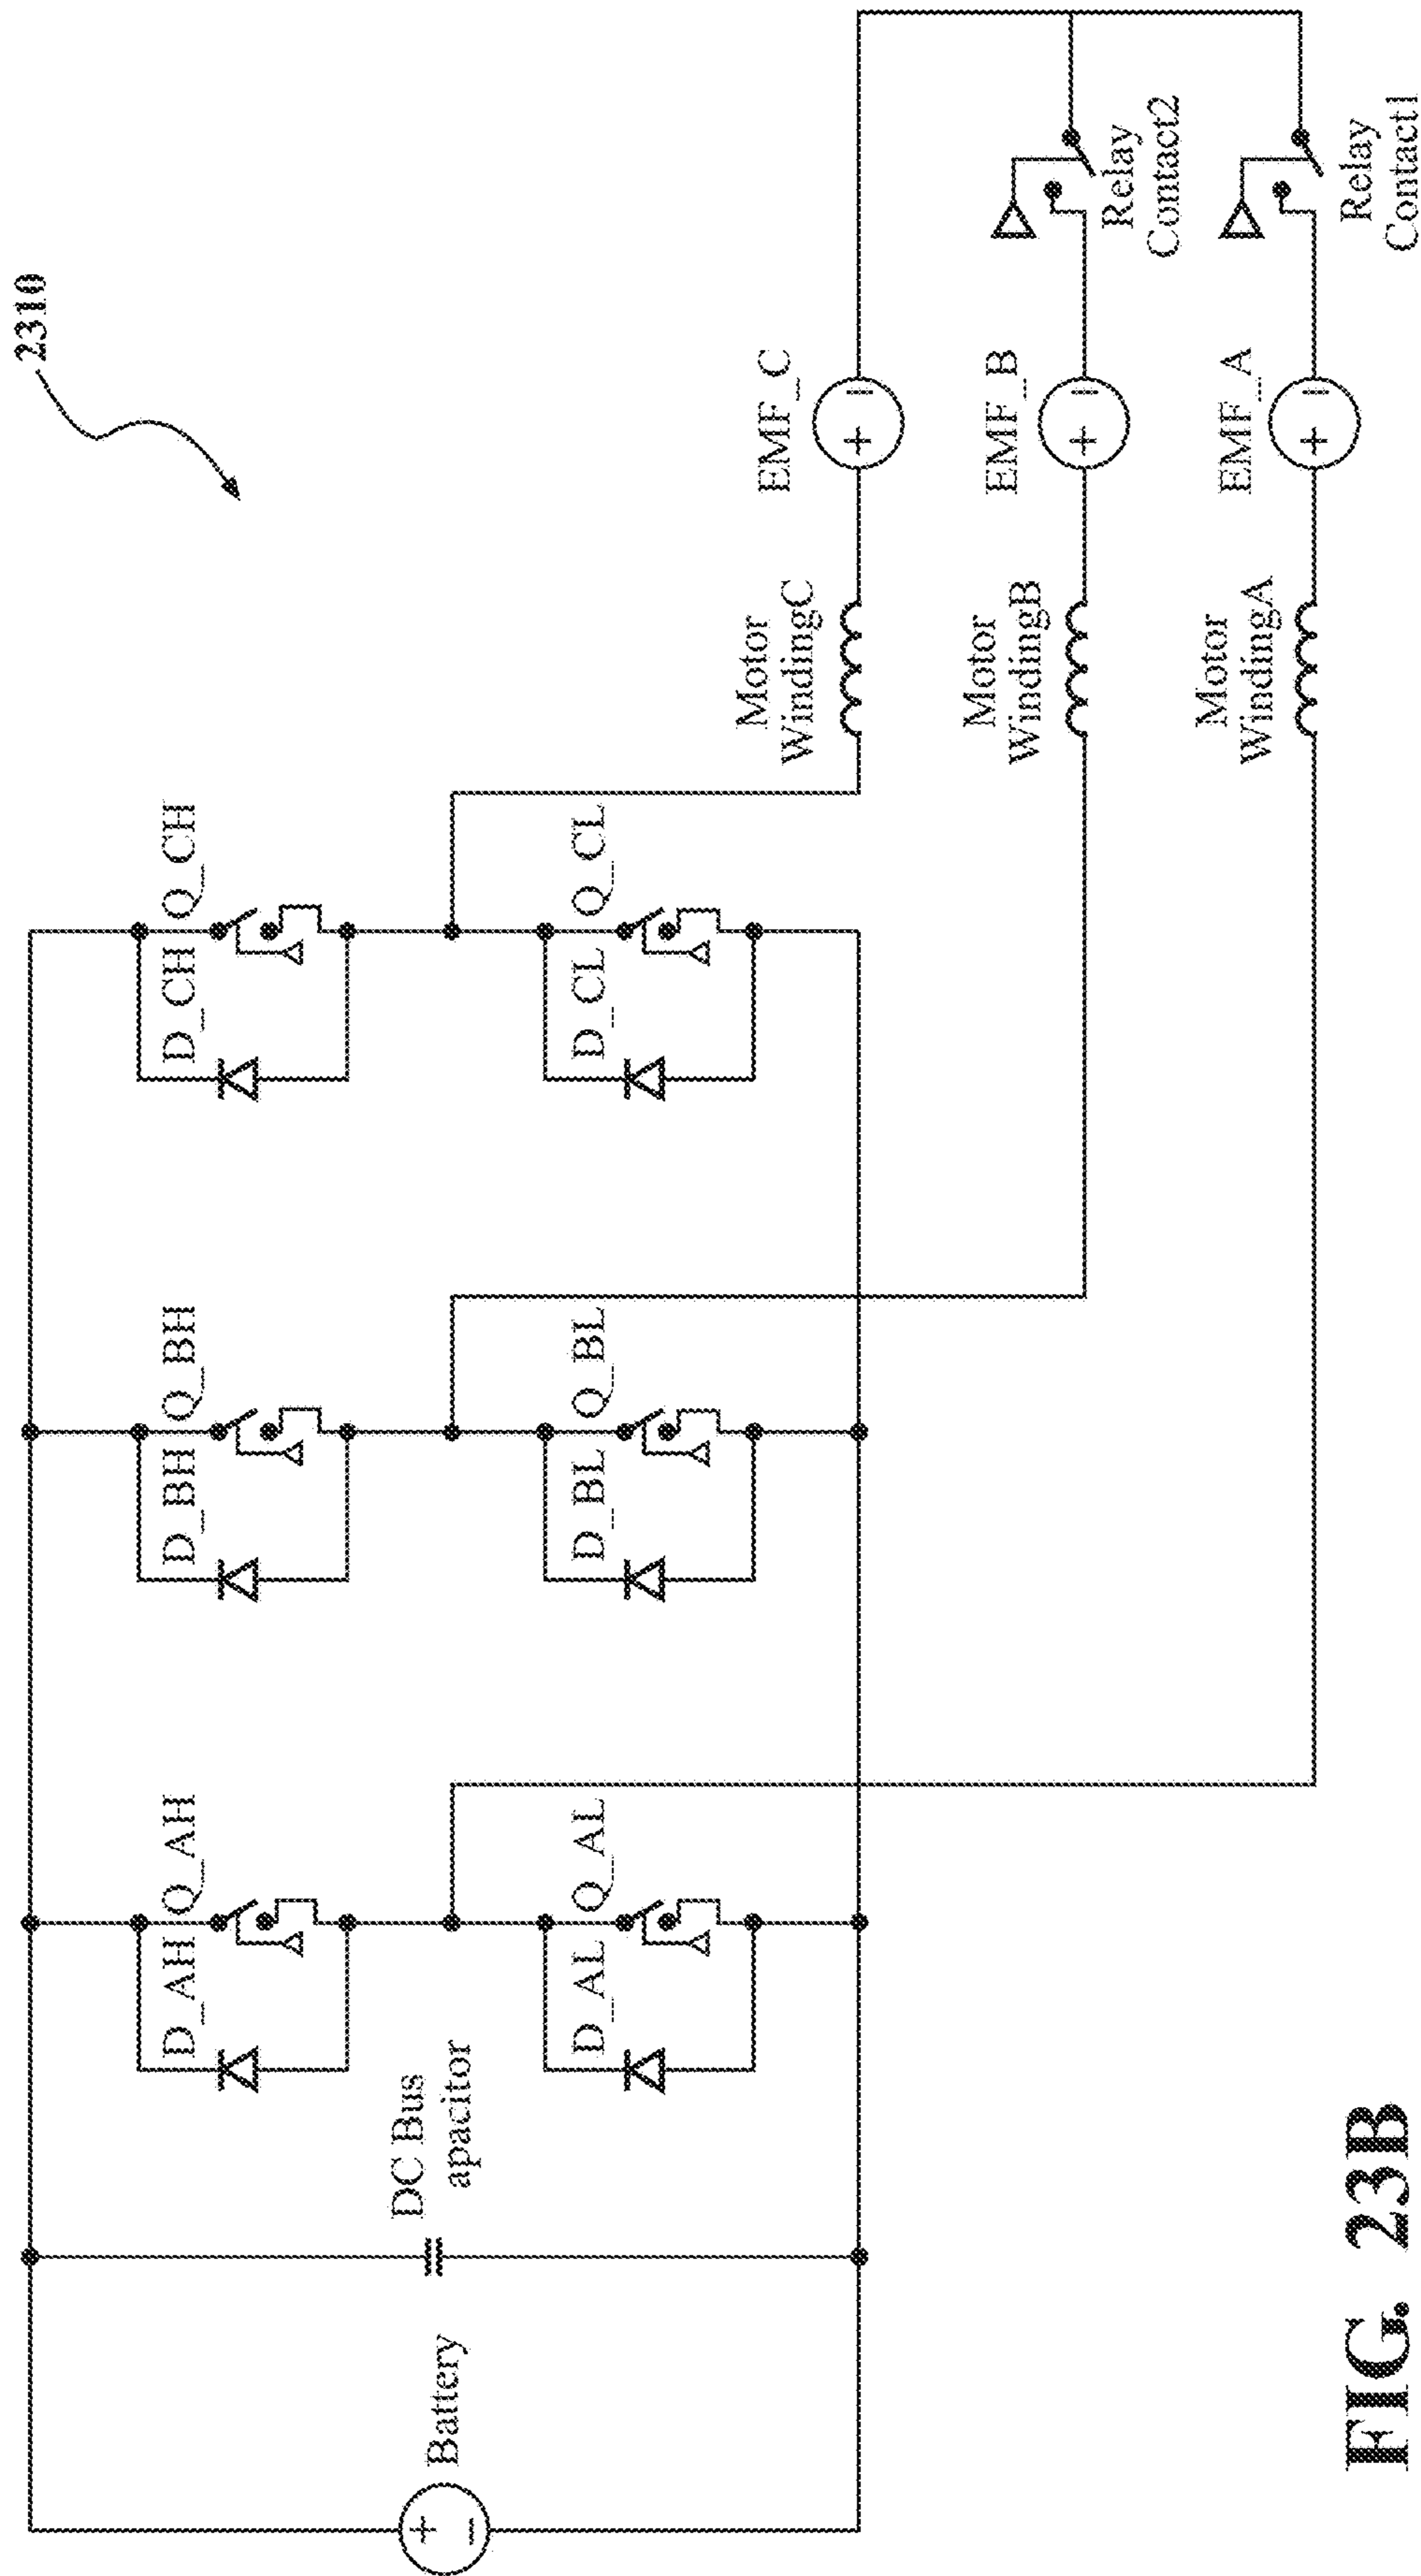 2310
Battery
DC Bus
apacitor
D_AH
Q_AH
D_BH
Q_BH
D_CH
Q_CH
D_AL
Q_AL
D_BL
Q_BL
D_CL
Q_CL
Motor
WindingC
EMF_C
Motor
WindingB
EMF_B
Relay
Contact2
Motor
WindingA
EMF_A
Relay
Contact1
FIG. 23B